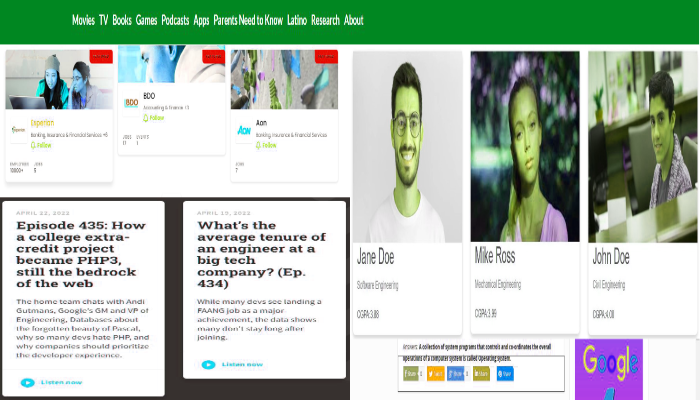 Movies TV Books Games Podcasts Apps Parents Need to Know Latino Research About
Experian
Banking, Insurance & Financial Services +6
Follow
10000+ 5
BDO
BDO
Accounting & Finance +3
Follow
17 1
Aon
Aon
Banking, Insurance & Financial Services
Follow
7
APRIL 22, 2022
Episode 435: How
a college extra-
credit project
became PHP3,
still the bedrock
of the web
The home team chats with Andi
Gutmans, Google's GM and VP of
Engineering, Databases about
the forgotten beauty of Pascal,
why so many devs hate PHP, and
why companies should prioritize
the developer experience.
Listen now
APRIL 19, 2022
What's the
average tenure of
an engineer at a
big tech
company? (Ep.
434)
While many devs see landing a
FAANG job as a major
achievement, the data shows
many don't stay long after
joining.
Listen now
Jane Doe
Software Engineering
CGPA:3.88
Mike Ross
Mechanical Engineering
CGPA:3.99
John Doe
Civil Engineering
CGPA:4.00
Answer: A collection of system programs that controls and co-ordinates the overall
operations of a computer system is called Operating system.
Google